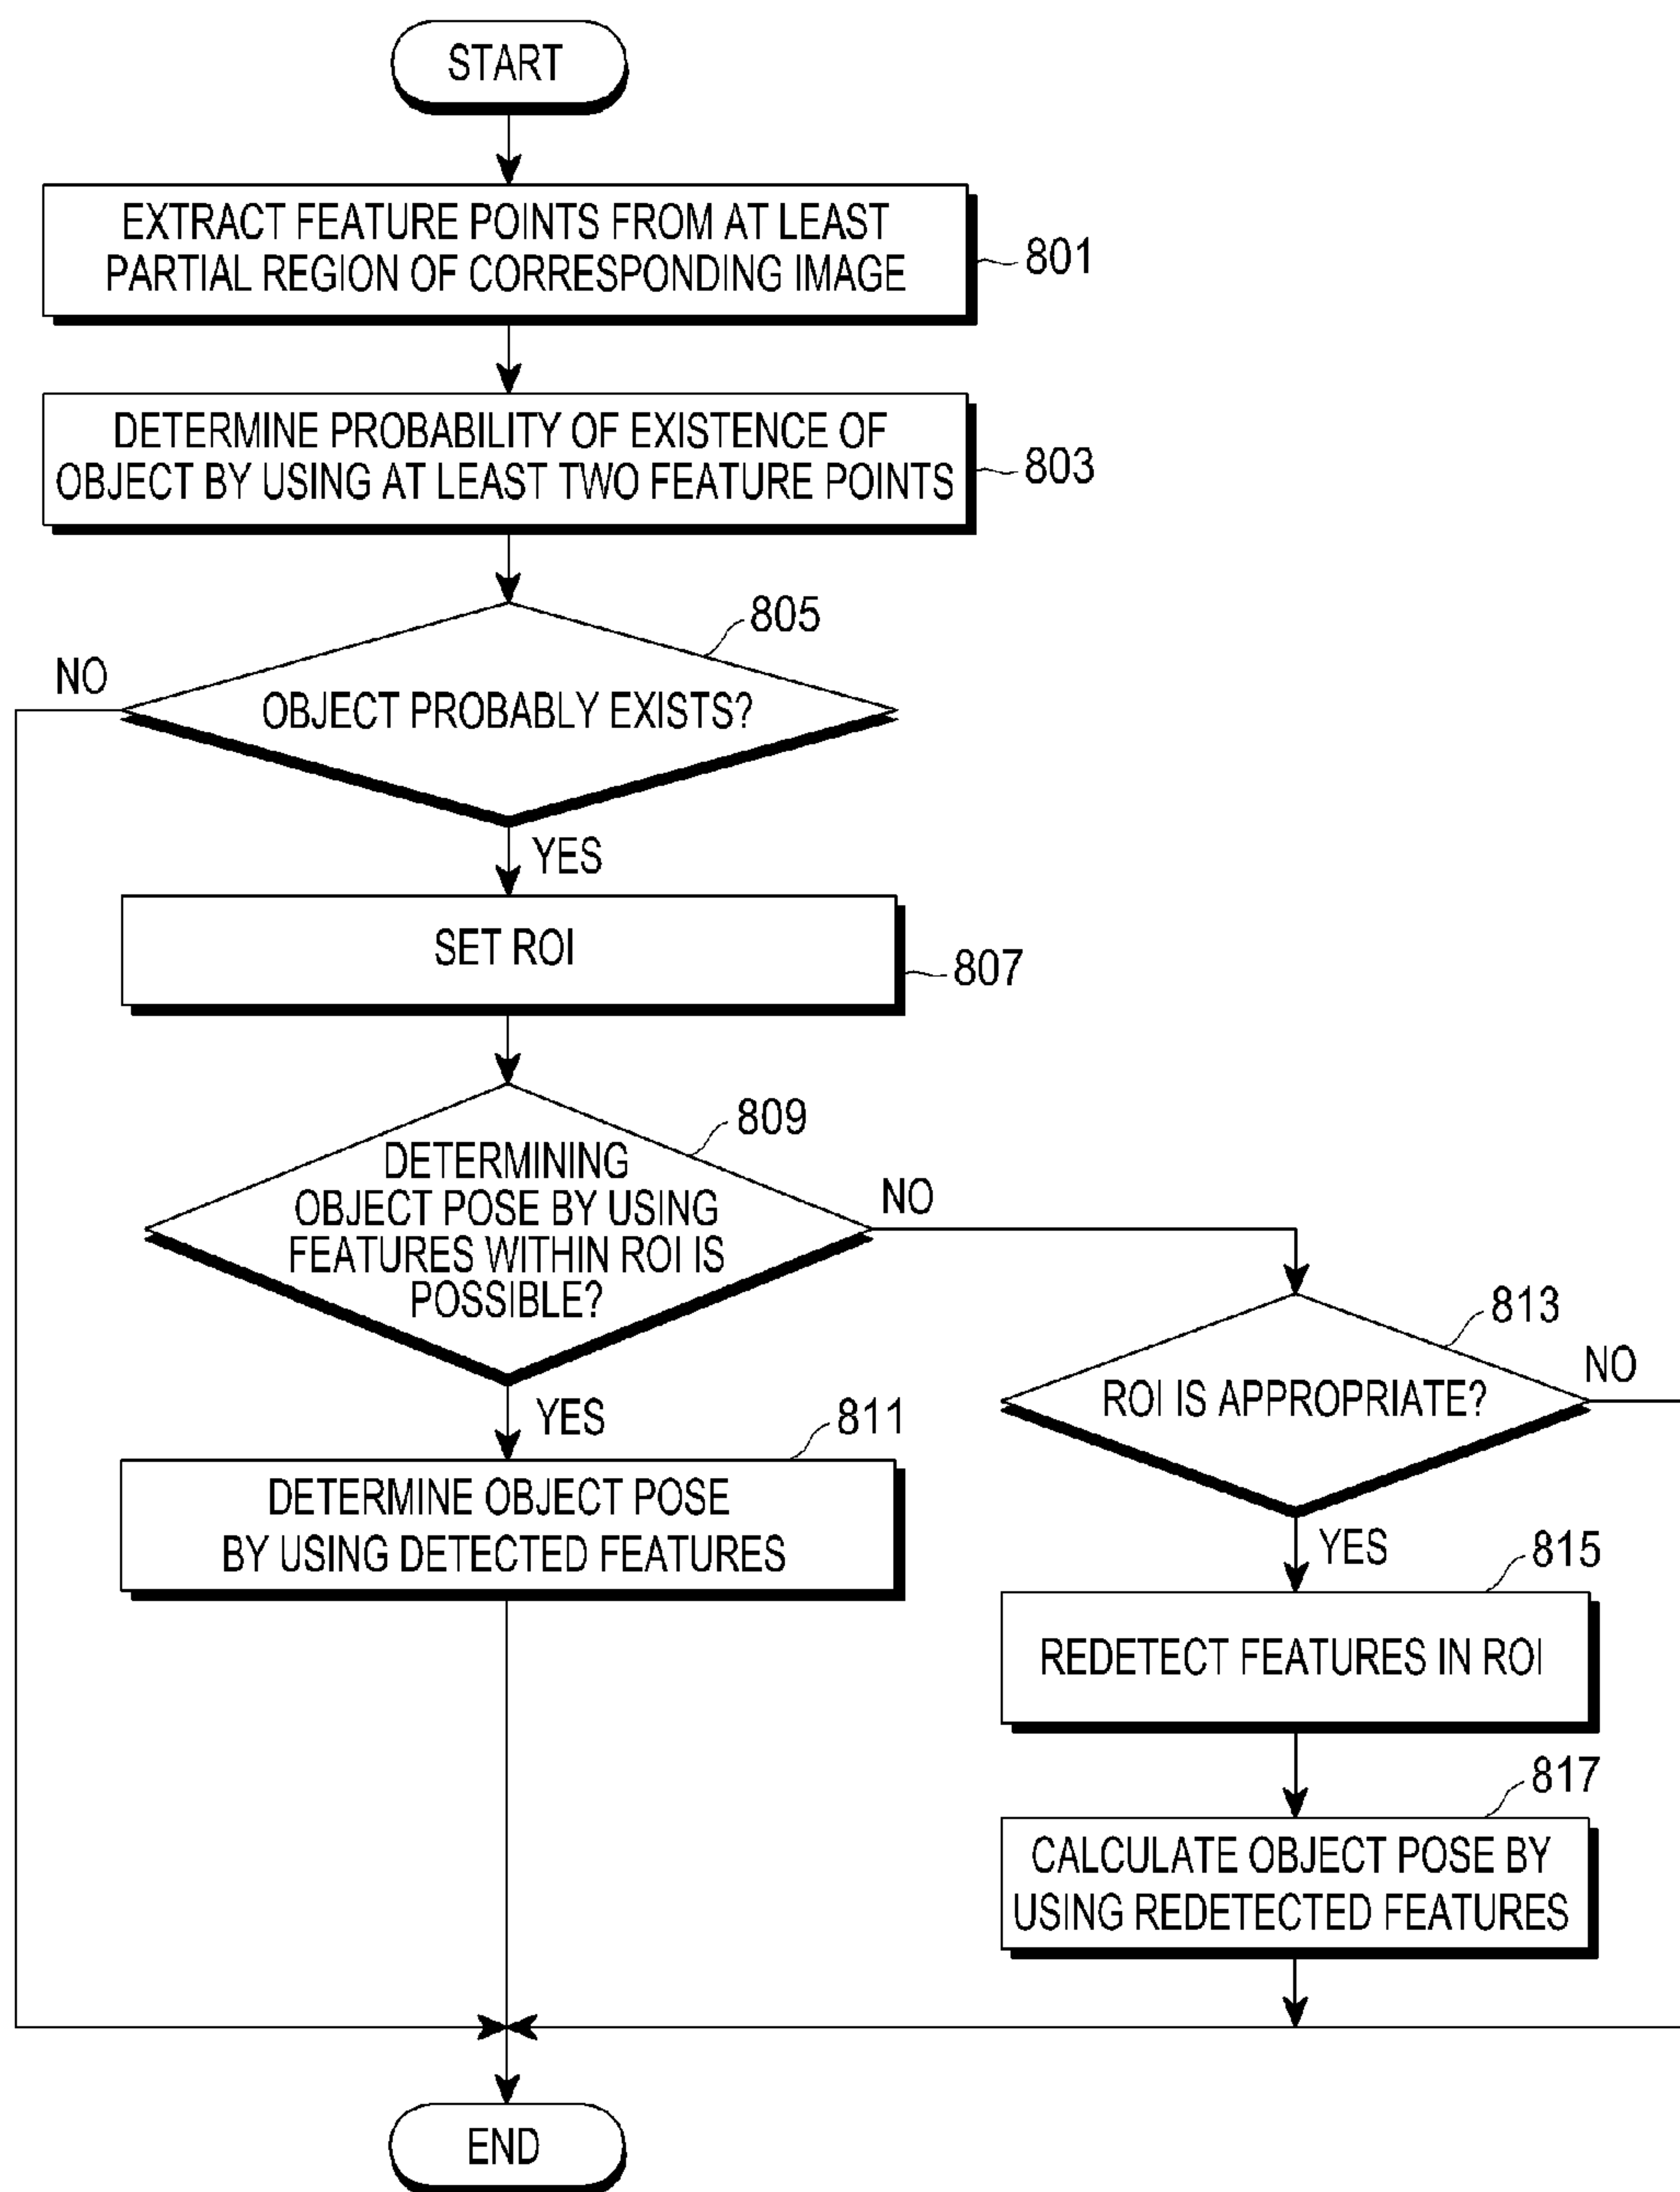 START
EXTRACT FEATURE POINTS FROM AT LEAST
PARTIAL REGION OF CORRESPONDING IMAGE
801
DETERMINE PROBABILITY OF EXISTENCE OF
OBJECT BY USING AT LEAST TWO FEATURE POINTS
803
805
NO
OBJECT PROBABLY EXISTS?
YES
SET ROI
807
809
DETERMINING
OBJECT POSE BY USING
FEATURES WITHIN ROI IS
POSSIBLE?
NO
YES
811
DETERMINE OBJECT POSE
BY USING DETECTED FEATURES
813
NO
ROI IS APPROPRIATE?
YES
815
REDETECT FEATURES IN ROI
817
CALCULATE OBJECT POSE BY
USING REDETECTED FEATURES
END